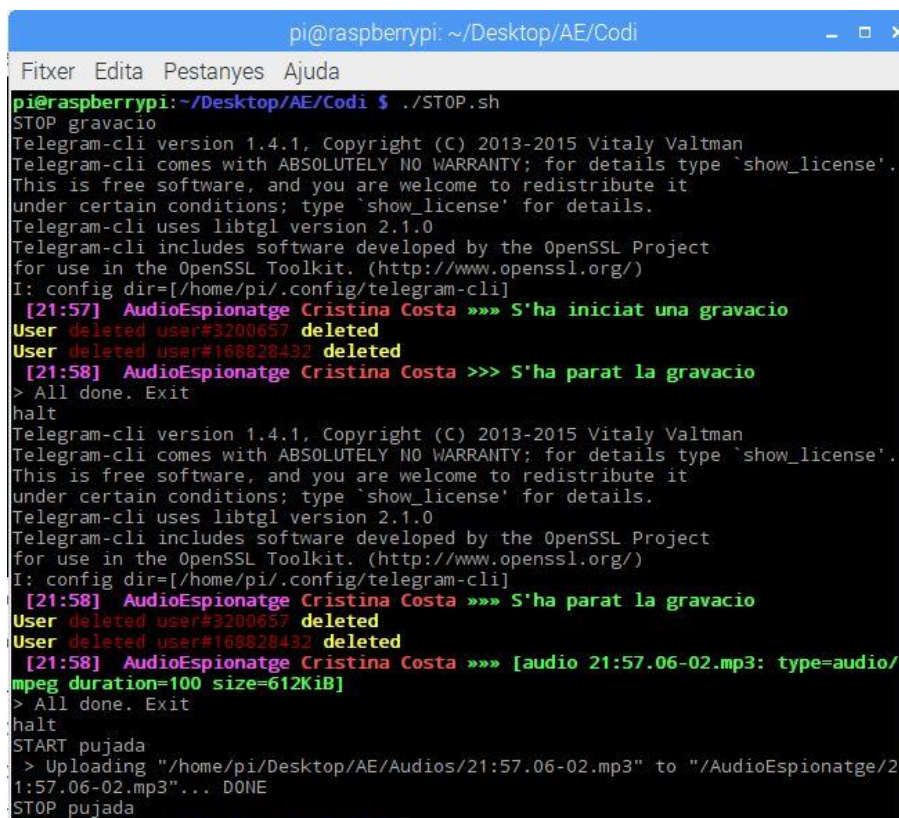 pi@raspberrypi: ~/Desktop/AE/Codi
Fitxer Edita Pestanyes Ajuda
pi@raspberrypi:~/Desktop/AE/Codi $ ./STOP.sh
STOP gravacio
Telegram-cli version 1.4.1, Copyright (C) 2013-2015 Vitaly Valtman
Telegram-cli comes with ABSOLUTELY NO WARRANTY; for details type `show_license'.
This is free software, and you are welcome to redistribute it
under certain conditions; type `show_license' for details.
Telegram-cli uses libtgl version 2.1.0
Telegram-cli includes software developed by the OpenSSL Project
for use in the OpenSSL Toolkit. (http://www.openssl.org/)
I: config dir=[/home/pi/.config/telegram-cli]
[21:57] AudioEspionatge Cristina Costa »»» S'ha iniciat una gravacio
User deleted user#3200657 deleted
User deleted user#168828432 deleted
[21:58] AudioEspionatge Cristina Costa >>> S'ha parat la gravacio
> All done. Exit
halt
Telegram-cli version 1.4.1, Copyright (C) 2013-2015 Vitaly Valtman
Telegram-cli comes with ABSOLUTELY NO WARRANTY; for details type `show_license'.
This is free software, and you are welcome to redistribute it
under certain conditions; type `show_license' for details.
Telegram-cli uses libtgl version 2.1.0
Telegram-cli includes software developed by the OpenSSL Project
for use in the OpenSSL Toolkit. (http://www.openssl.org/)
I: config dir=[/home/pi/.config/telegram-cli]
[21:58] AudioEspionatge Cristina Costa »»» S'ha parat la gravacio
User deleted user#3200657 deleted
User deleted user#168828432 deleted
[21:58] AudioEspionatge Cristina Costa »»» [audio 21:57.06-02.mp3: type=audio/
mpeg duration=100 size=612KiB]
> All done. Exit
halt
START pujada
> Uploading "/home/pi/Desktop/AE/Audios/21:57.06-02.mp3" to "/AudioEspionatge/2
1:57.06-02.mp3"... DONE
STOP pujada